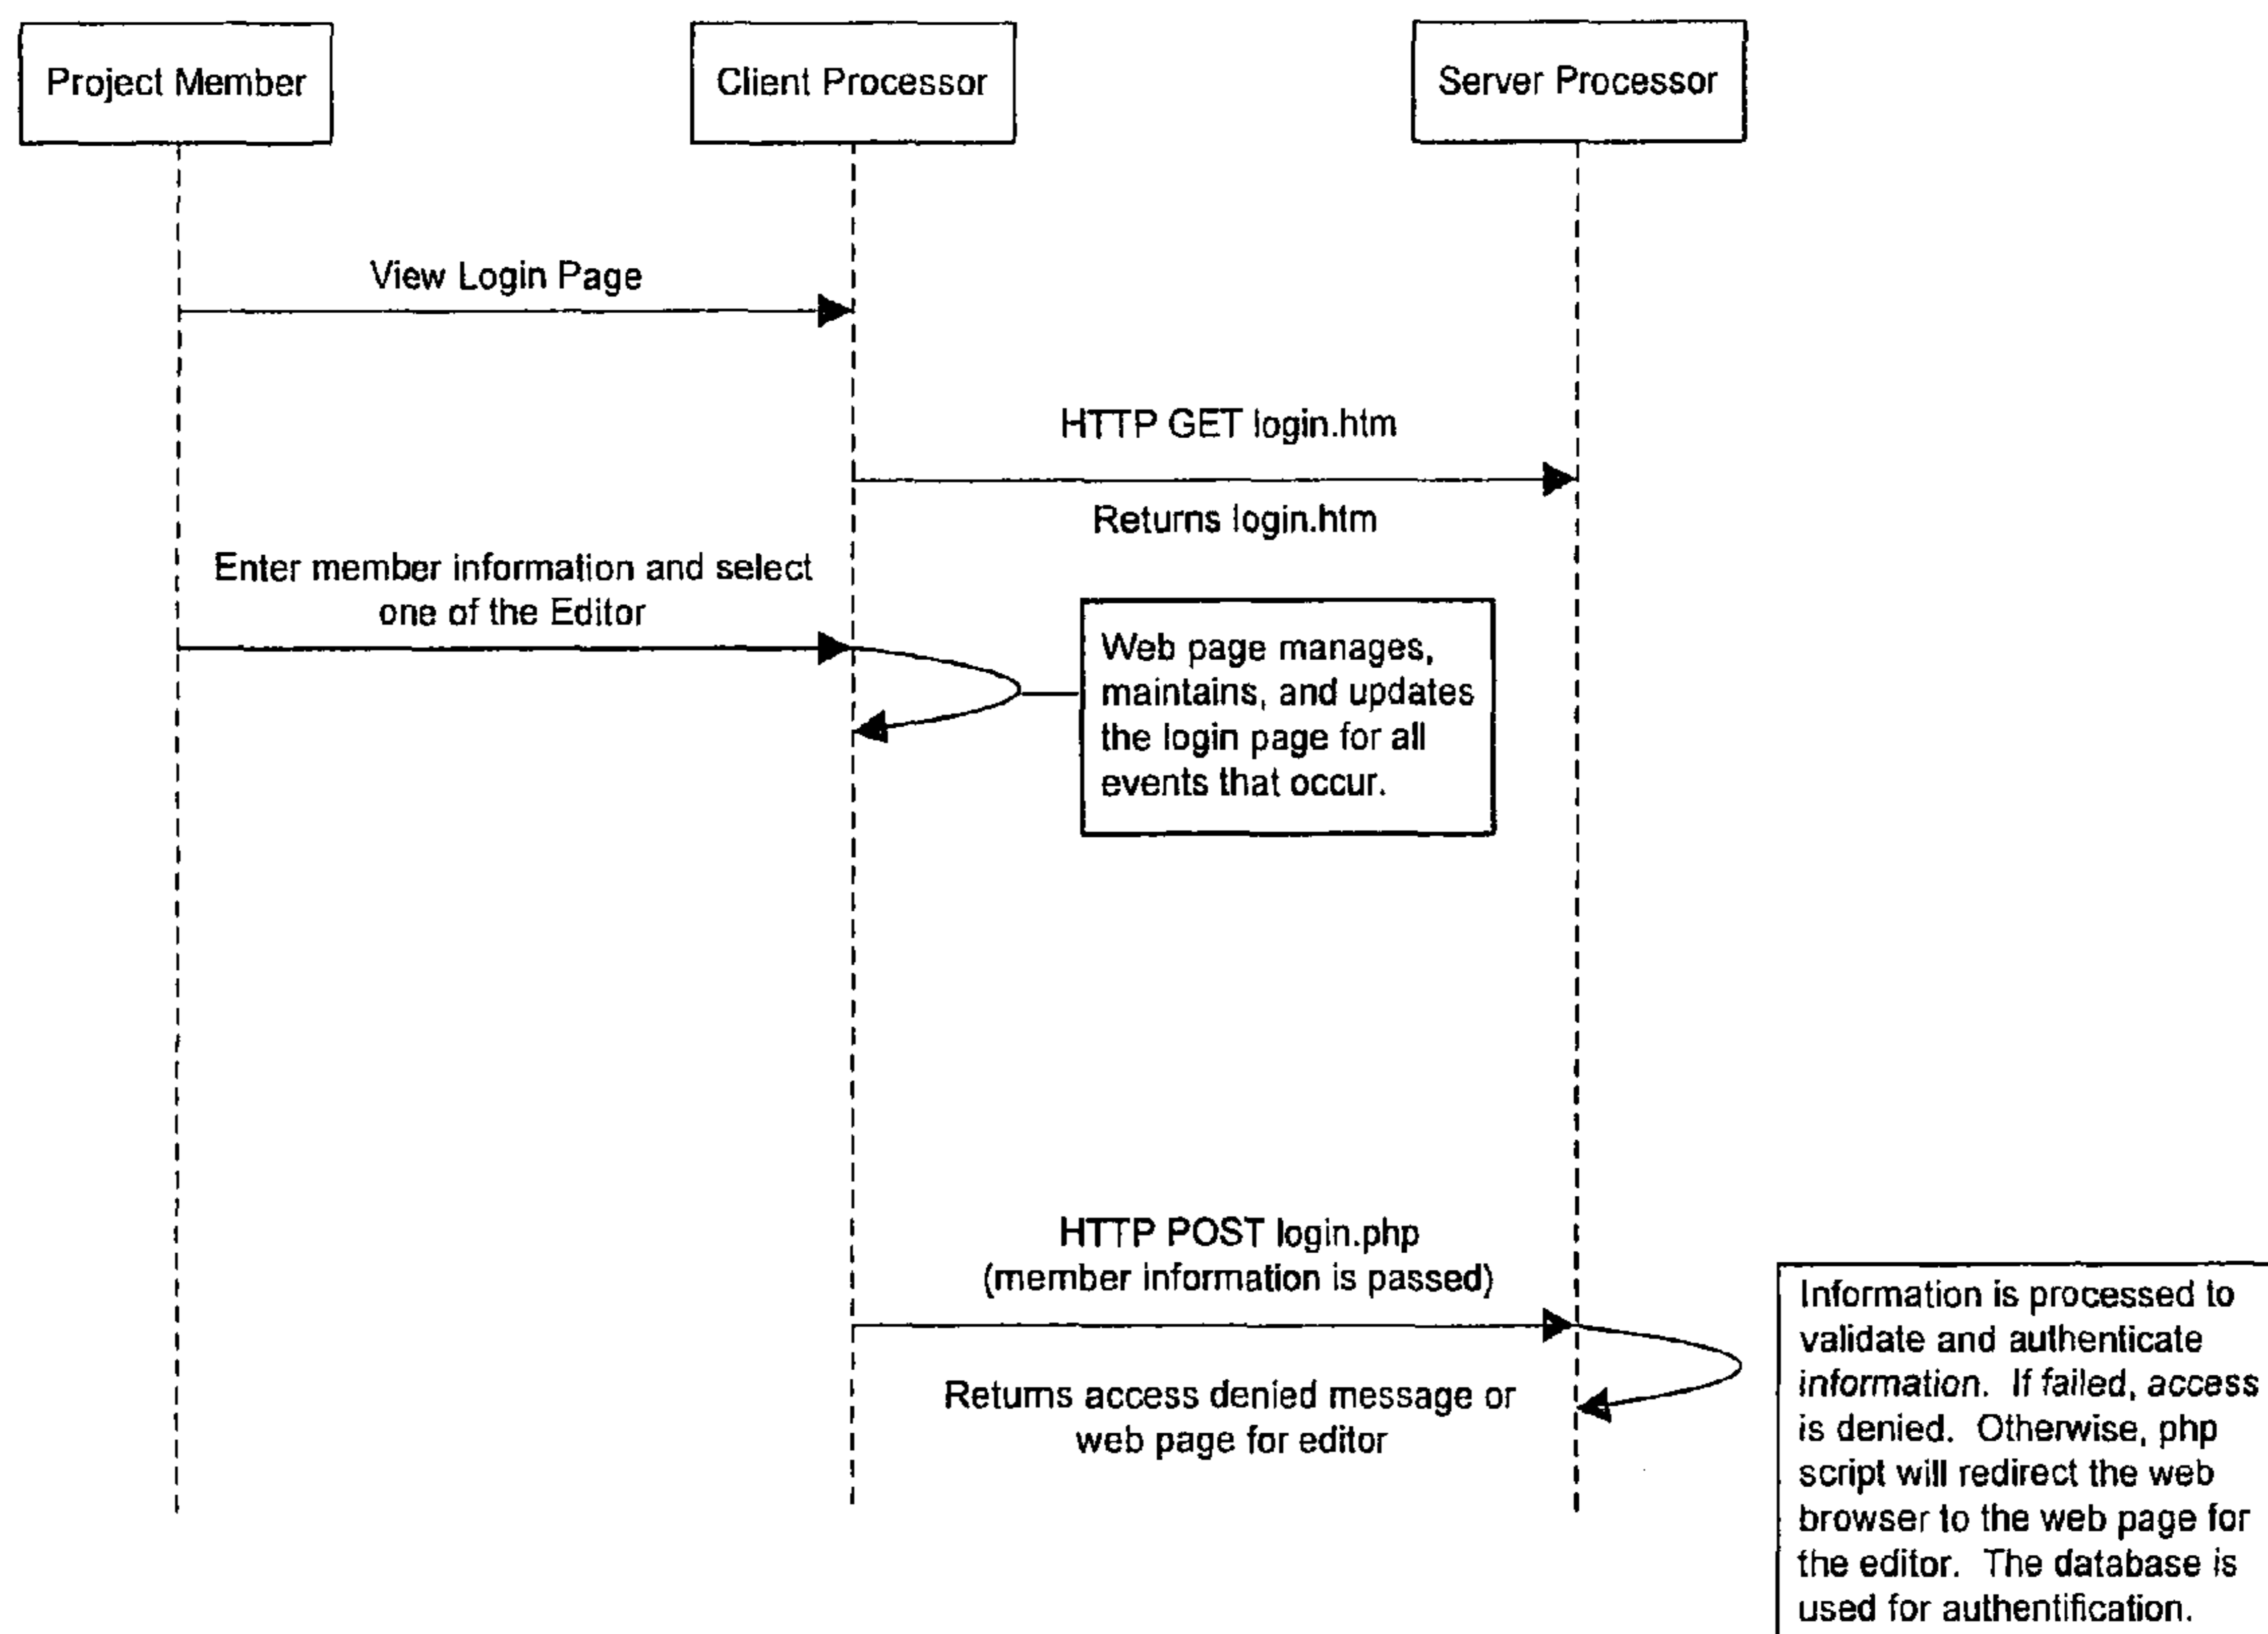 Project Member
Client Processor
Server Processor
View Login Page
HTTP GET login.htm
Returns login.htm
Enter member information and select
one of the Editor
Web page manages,
maintains, and updates
the login page for all
events that occur.
HTTP POST login.php
(member information is passed)
Returns access denied message or
web page for editor
Information is processed to
validate and authenticate
information. If failed, access
is denied. Otherwise, php
script will redirect the web
browser to the web page for
the editor. The database is
used for authentification.